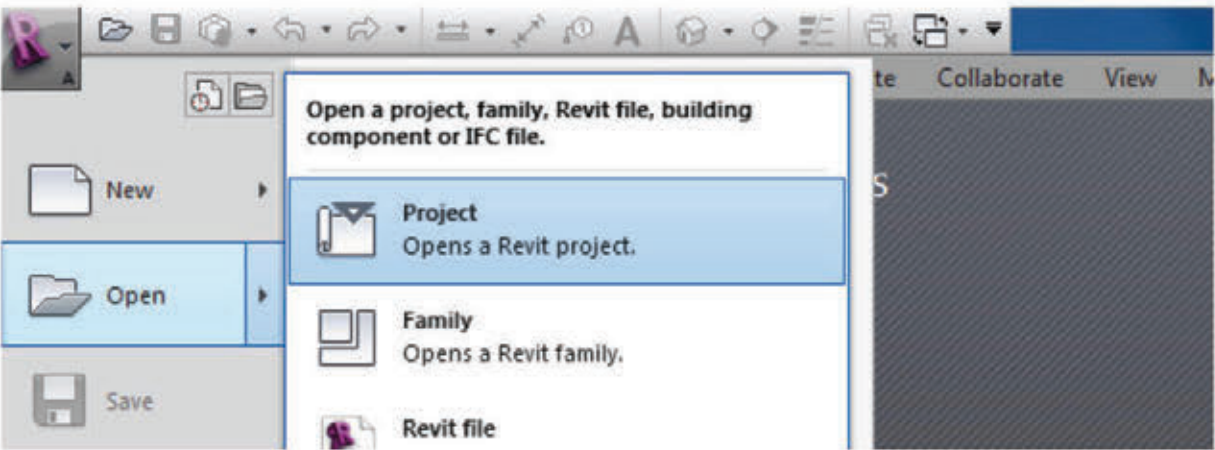 A
te Collaborate View M
Open a project, family, Revit file, building
component or IFC file.
New
Project
Opens a Revit project.
S
Open
Family
Opens a Revit family.
Save
Revit file